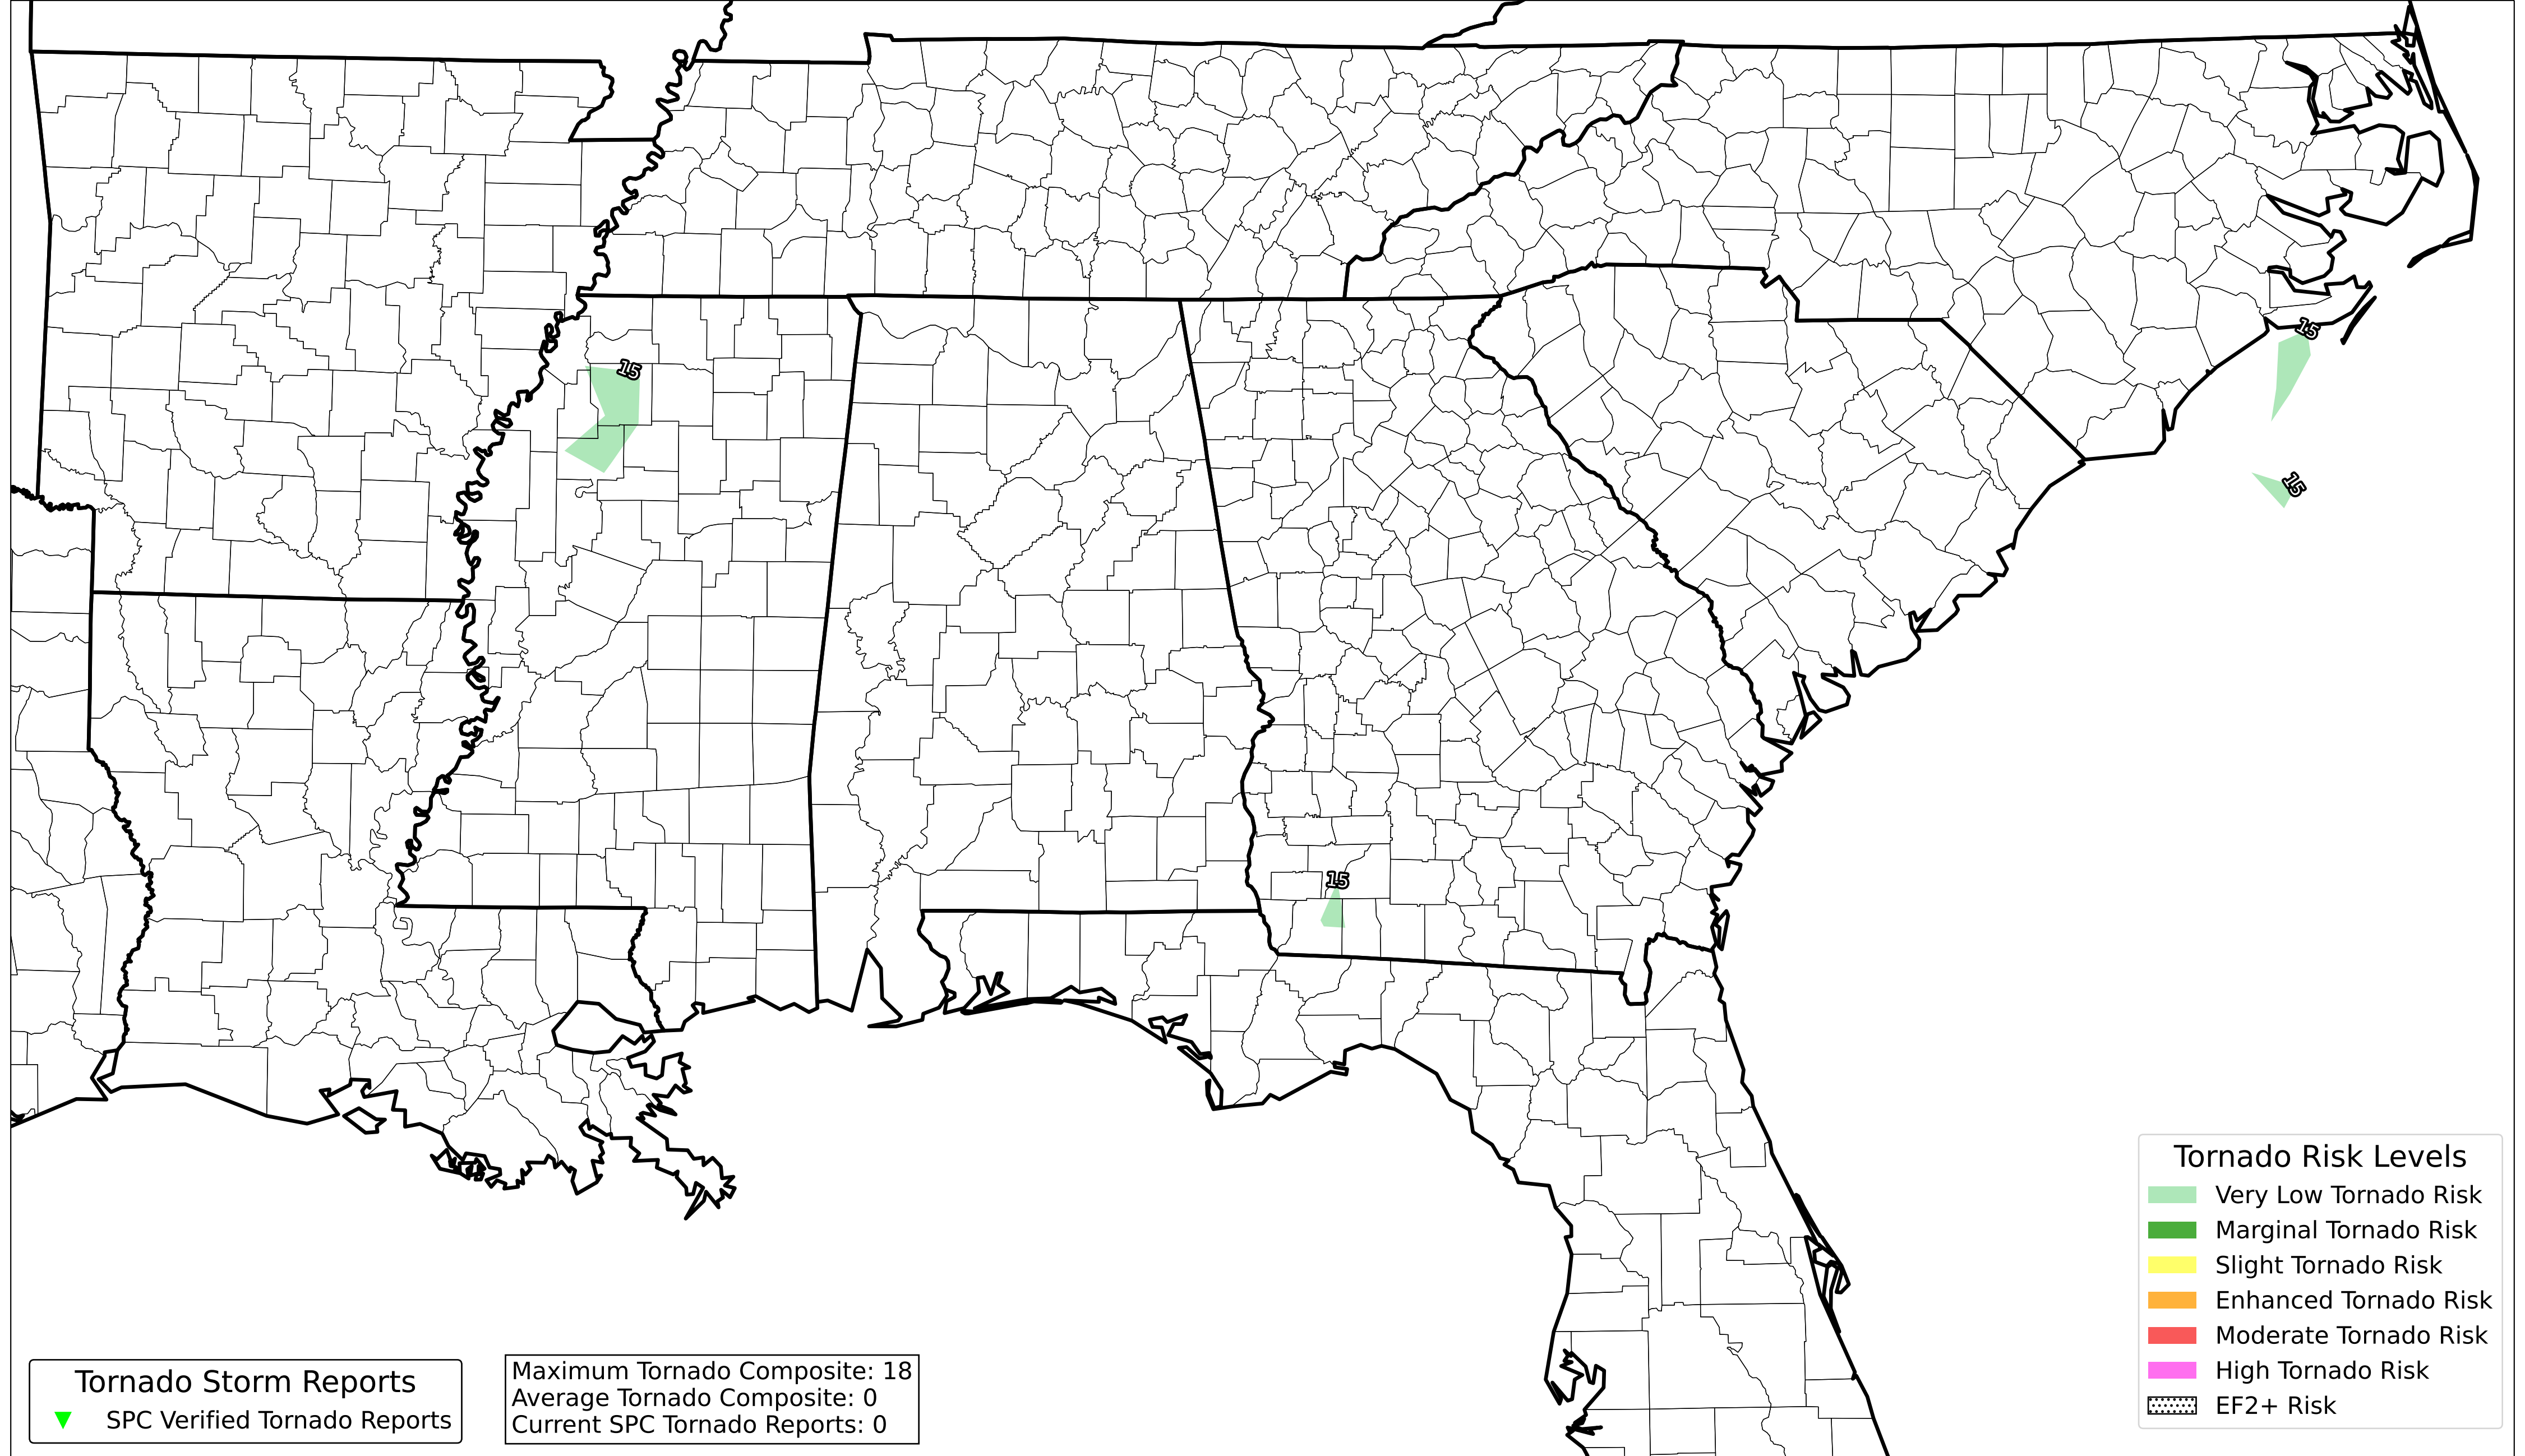 15
15
15
15
Tornado Risk Levels
Very Low Tornado Risk
Marginal Tornado Risk
Slight Tornado Risk
Enhanced Tornado Risk
Moderate Tornado Risk
High Tornado Risk
EF2+ Risk
Tornado Storm Reports
SPC Verified Tornado Reports
Maximum Tornado Composite: 18
Average Tornado Composite: 0
Current SPC Tornado Reports: 0